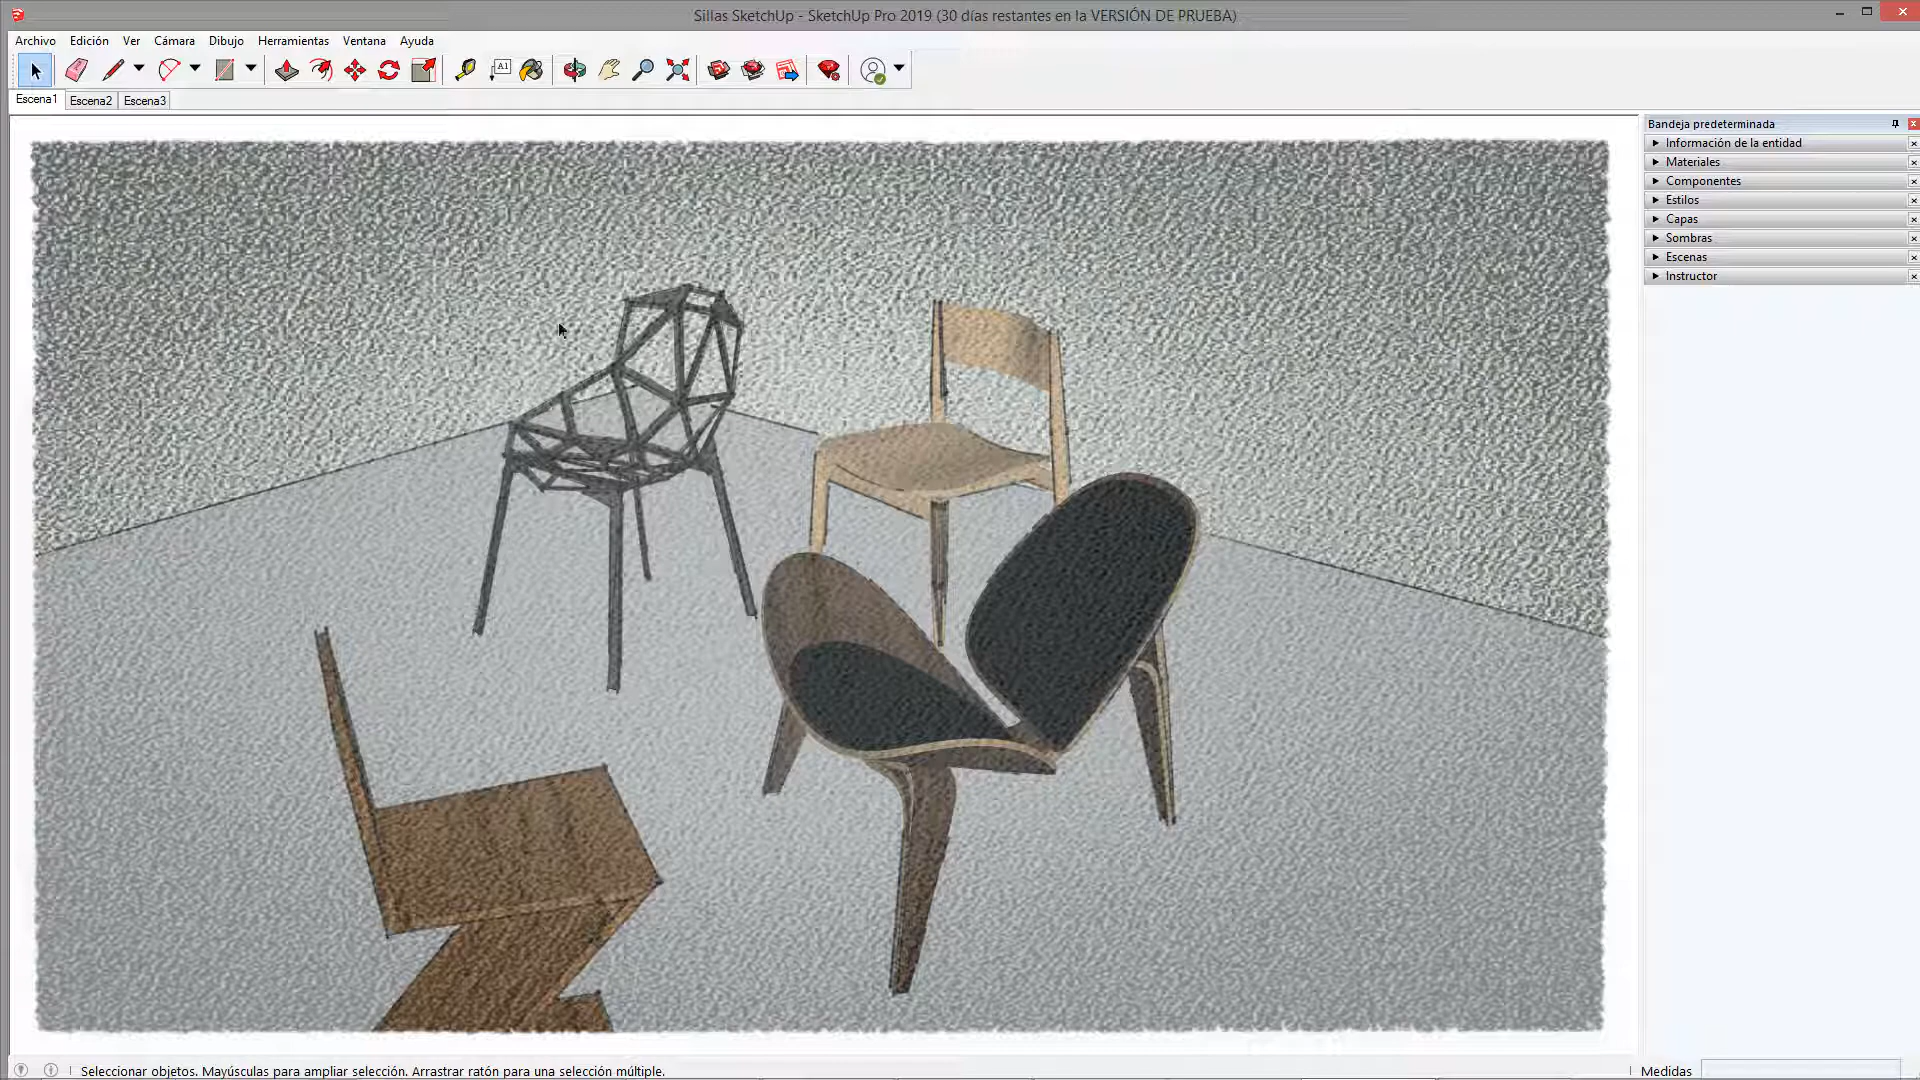 Sillas SketchUp - SketchUp Pro 2019 (30 días restantes en la VERSIÓN DE PRUEBA)
Archivo Edición Ver Cámara Dibujo Herramientas Ventana Ayuda
A1
Escena1 Escena2 Escena3
Bandeja predeterminada
Información de la entidad
Materiales
Componentes
Estilos
Capas
Sombras
Escenas
Instructor
Seleccionar objetos. Mayúsculas para ampliar selección. Arrastrar ratón para una selección múltiple.
Medidas